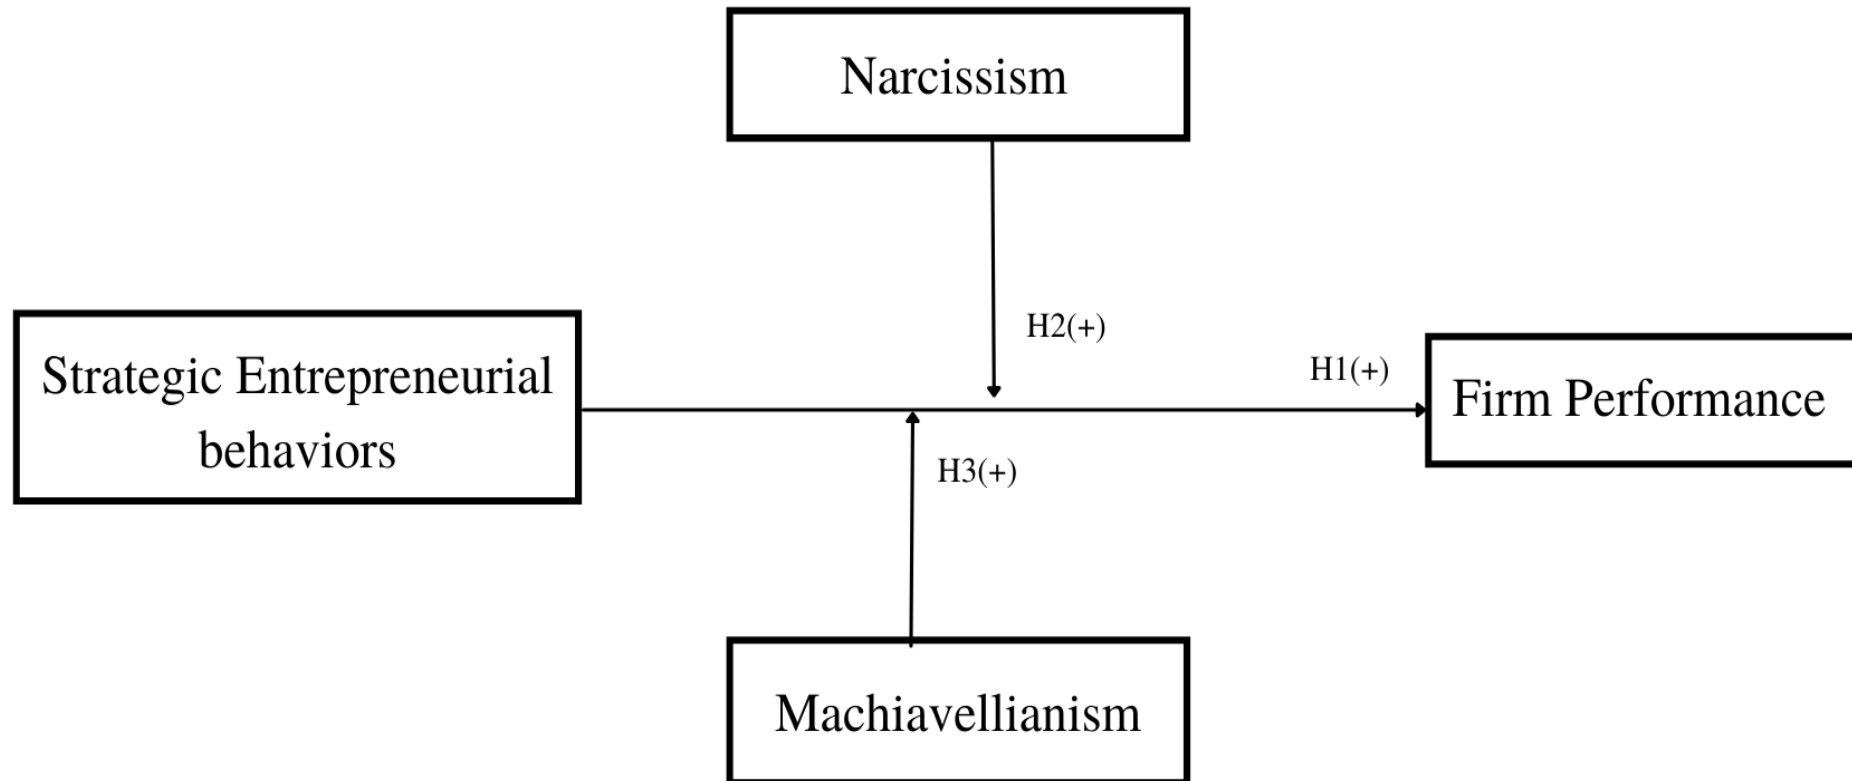 Narcissism
H2(+)
H1(+)
Strategic Entrepreneurial
behaviors
Firm Performance
H3(+)
Machiavellianism